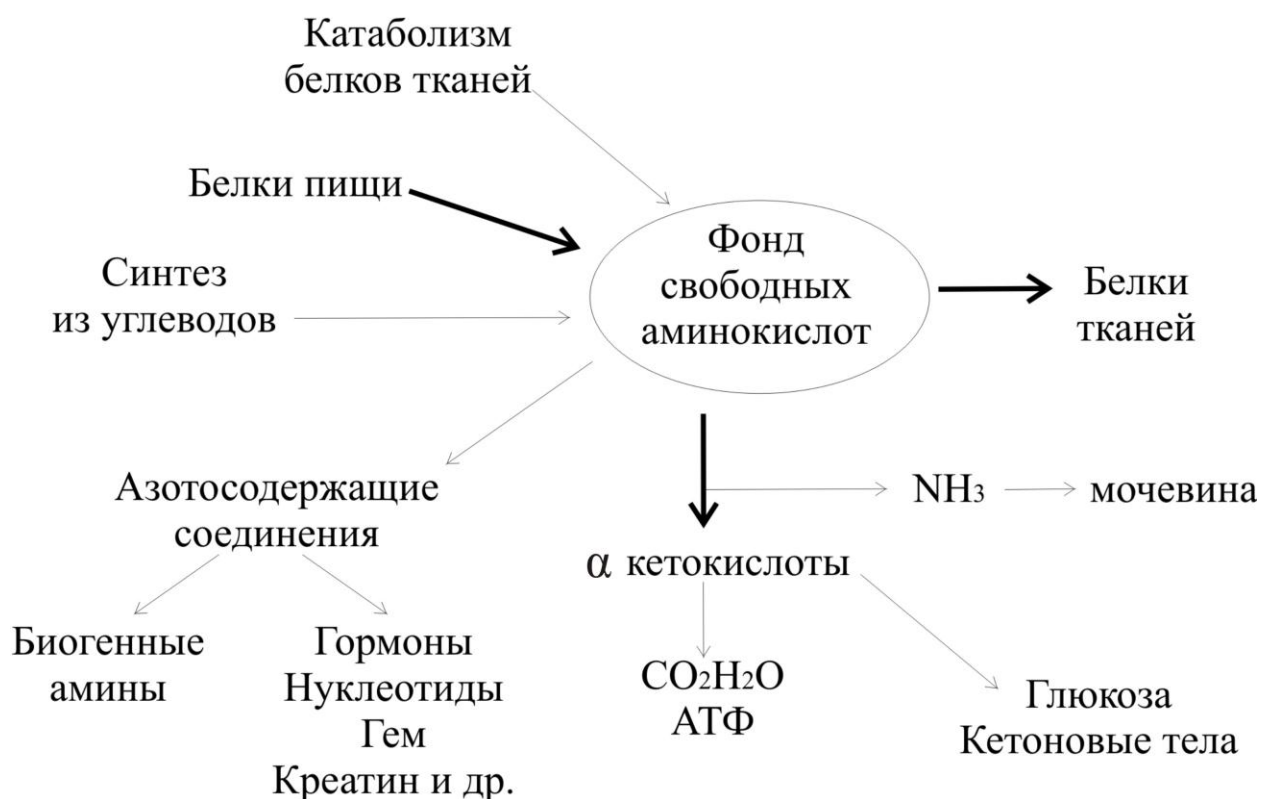 Катаболизм
белков тканей
Белки пищи
Синтез
из углеводов
Фонд
свободных
аминокислот
Белки
тканей
Азотосодержащие
соединения
NH₃
мочевина
α кетокислоты
Биогенные
амины
Гормоны
Нуклеотиды
Гем
Креатин и др.
CO₂H₂O
АТФ
Глюкоза
Кетоновые тела